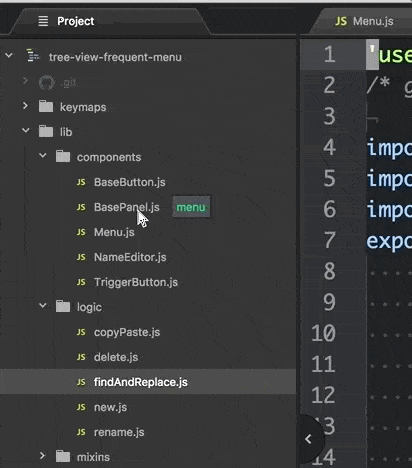 Project
JS Menu.js
tree-view-frequent-menu
.git
keymaps
lib
components
JS BaseButton.js
JS BasePanel.js menu
JS Menu.js
JS NameEditor.js
JS TriggerButton.js
logic
JS copyPaste.js
JS delete.js
JS findAndReplace.js
JS new.js
JS rename.js
mixins
1 'use
2 /* g
3 ¬
4 impo
5 impo
6 impo
7 expo
8
9
10
11
12
13
14
15